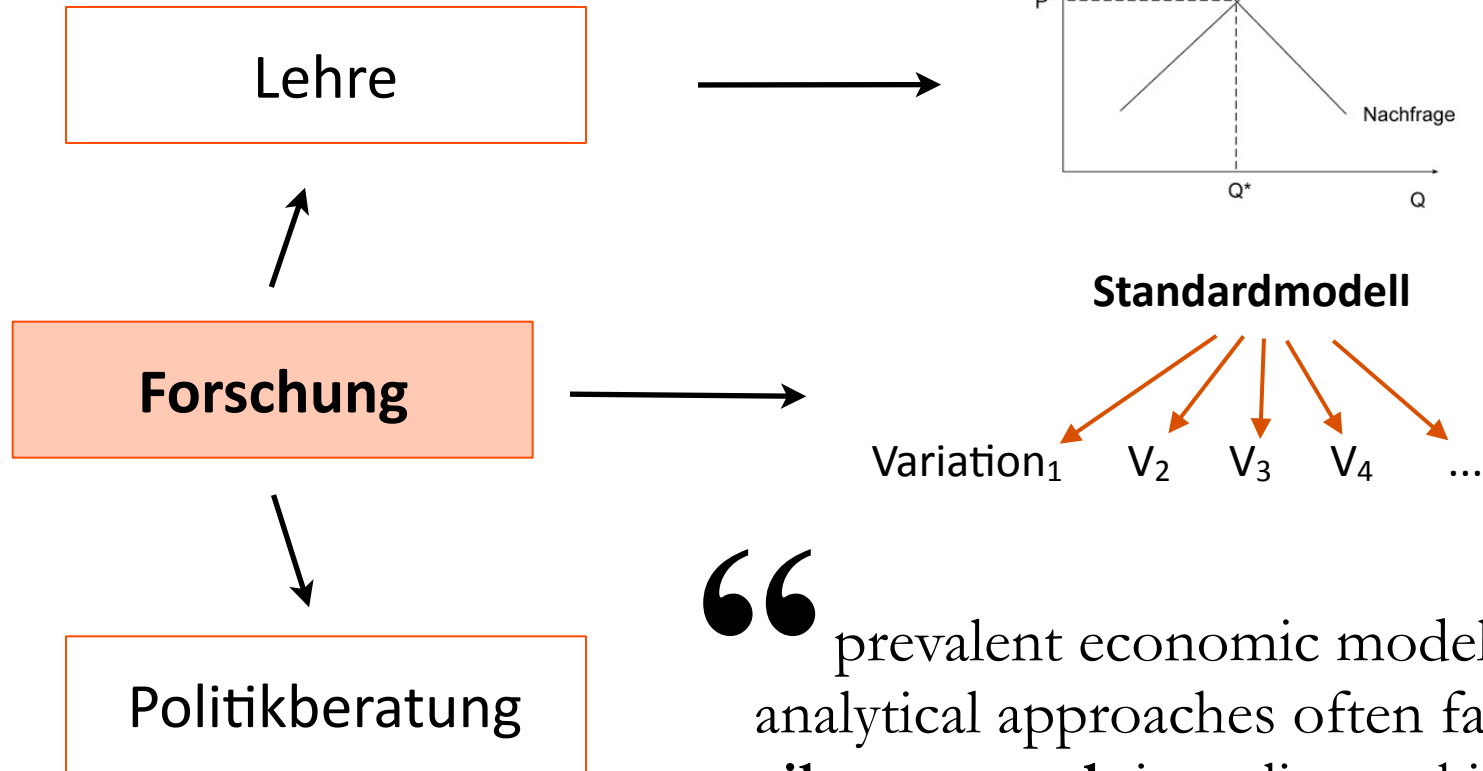 Lehre
P
Nachfrage
Q*
Q
Standardmodell
Forschung
Variation₁ V₂ V₃ V₄ ...
“
prevalent economic model
analytical approaches often fa
Politikberatung